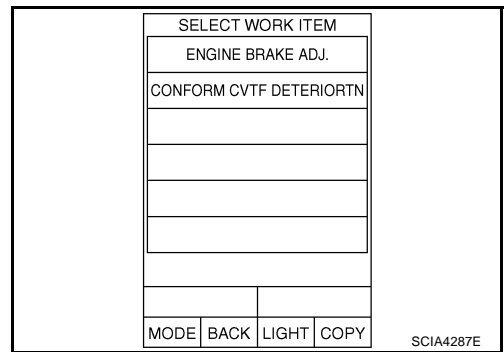 SELECT WORK ITEM
ENGINE BRAKE ADJ.
CONFORM CVTF DETERIORTN
MODE BACK LIGHT COPY
SCIA4287E